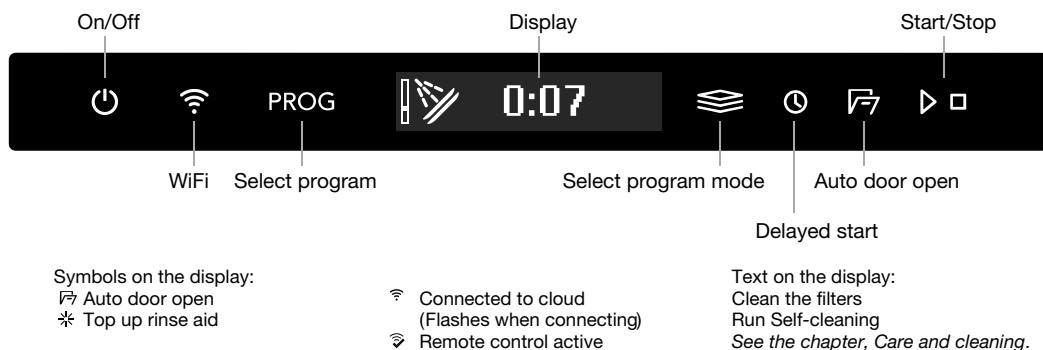 On/Off
Display
Start/Stop
PROG
0:07
WiFi
Select program
Select program mode
Auto door open
Delayed start
Symbols on the display:
Auto door open
Top up rinse aid
Connected to cloud
(Flashes when connecting)
Remote control active
Text on the display:
Clean the filters
Run Self-cleaning
See the chapter, Care and cleaning.